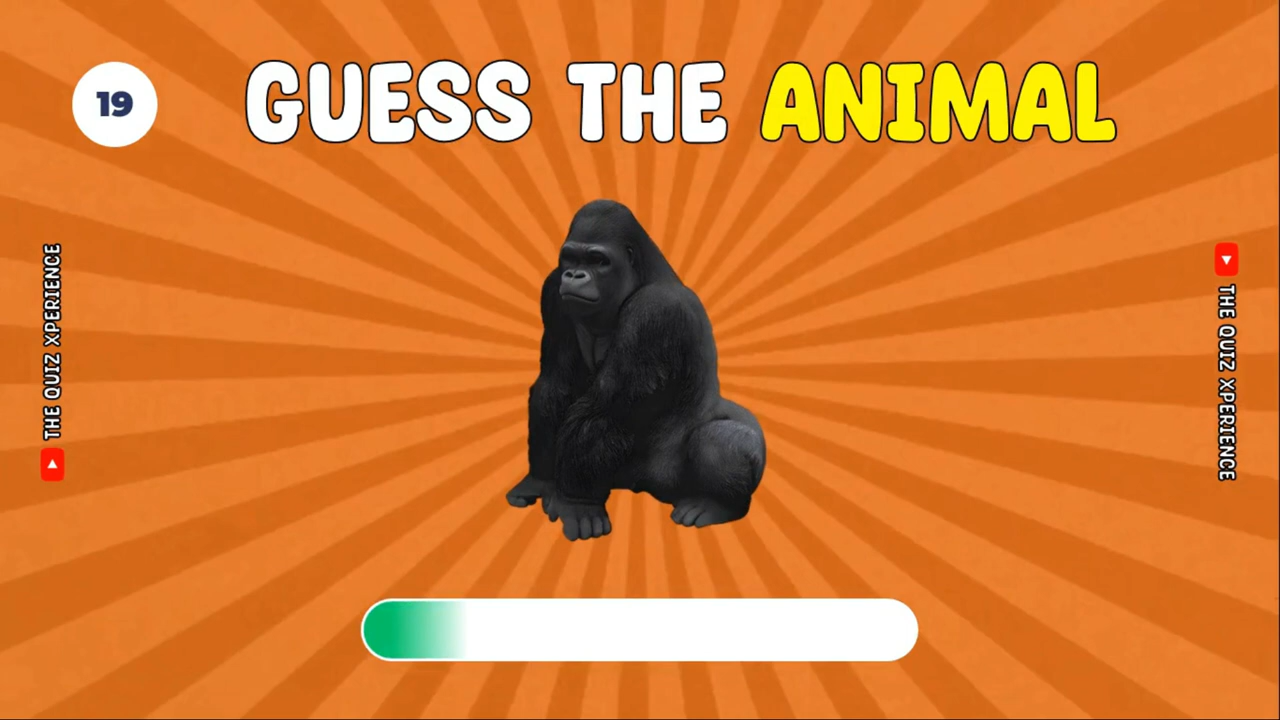 19
GUESS THE ANIMAL
THE QUIZ XPERIENCE
THE QUIZ XPERIENCE